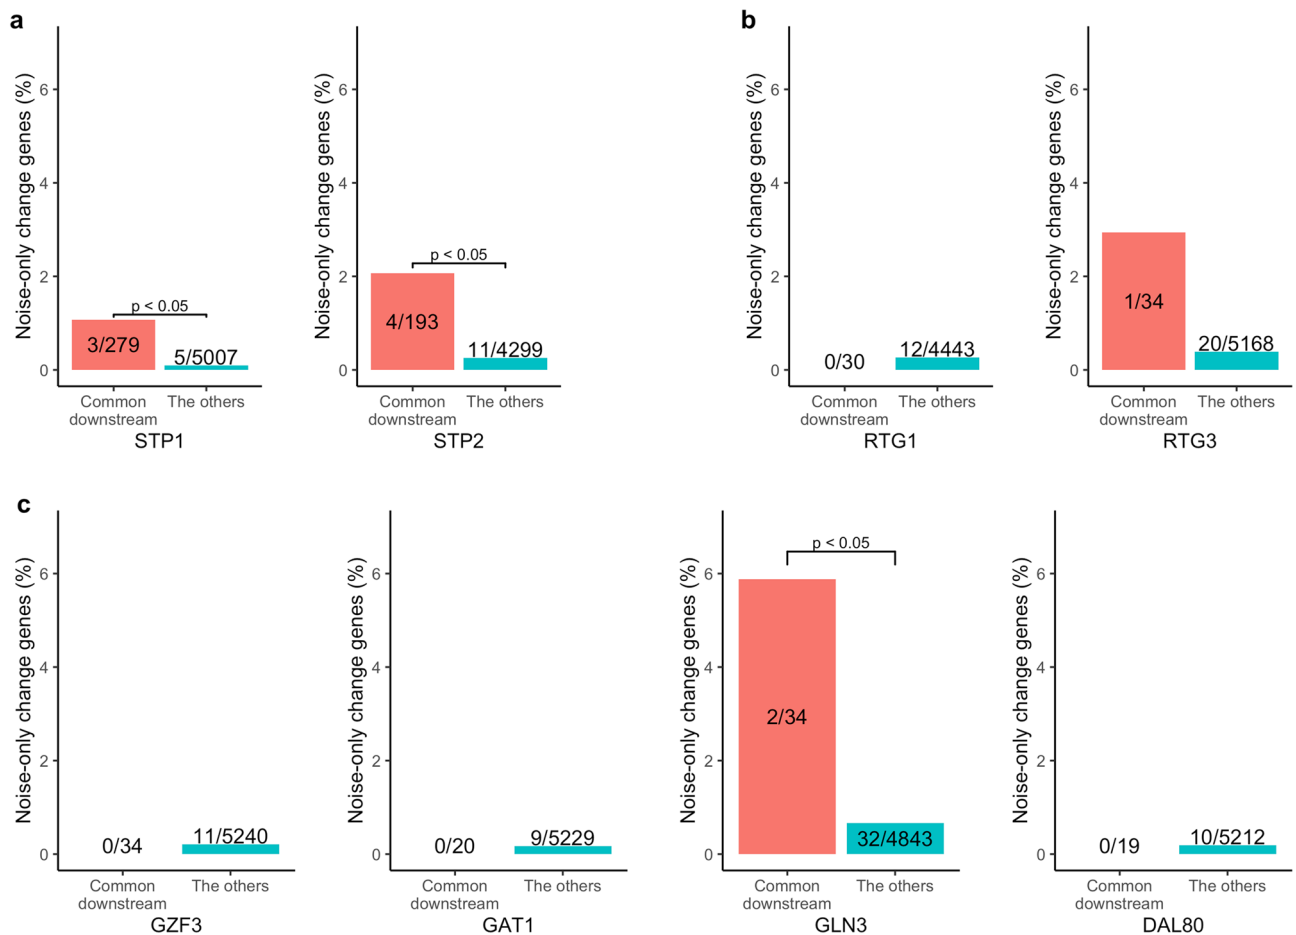 a
Noise-only change genes (%)
6
4
2
0
p < 0.05
3/279
5/5007
Common
downstream
The others
STP1
Noise-only change genes (%)
6
4
2
0
p < 0.05
4/193
11/4299
Common
downstream
The others
STP2
b
Noise-only change genes (%)
6
4
2
0
0/30
12/4443
Common
downstream
The others
RTG1
Noise-only change genes (%)
6
4
2
0
1/34
20/5168
Common
downstream
The others
RTG3
c
Noise-only change genes (%)
6
4
2
0
0/34
11/5240
Common
downstream
The others
GZF3
Noise-only change genes (%)
6
4
2
0
0/20
9/5229
Common
downstream
The others
GAT1
Noise-only change genes (%)
6
4
2
0
p < 0.05
2/34
32/4843
Common
downstream
The others
GLN3
Noise-only change genes (%)
6
4
2
0
0/19
10/5212
Common
downstream
The others
DAL80